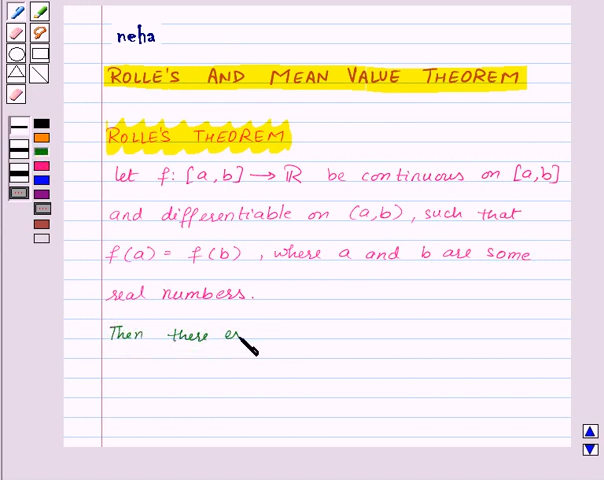 neha
ROLLE'S AND MEAN VALUE THEOREM
ROLLE'S THEOREM
let f: [a,b] → ℝ be continuous on [a,b]
and differentiable on (a,b), such that
f(a) = f(b), where a and b are some
real numbers.
Then there ex